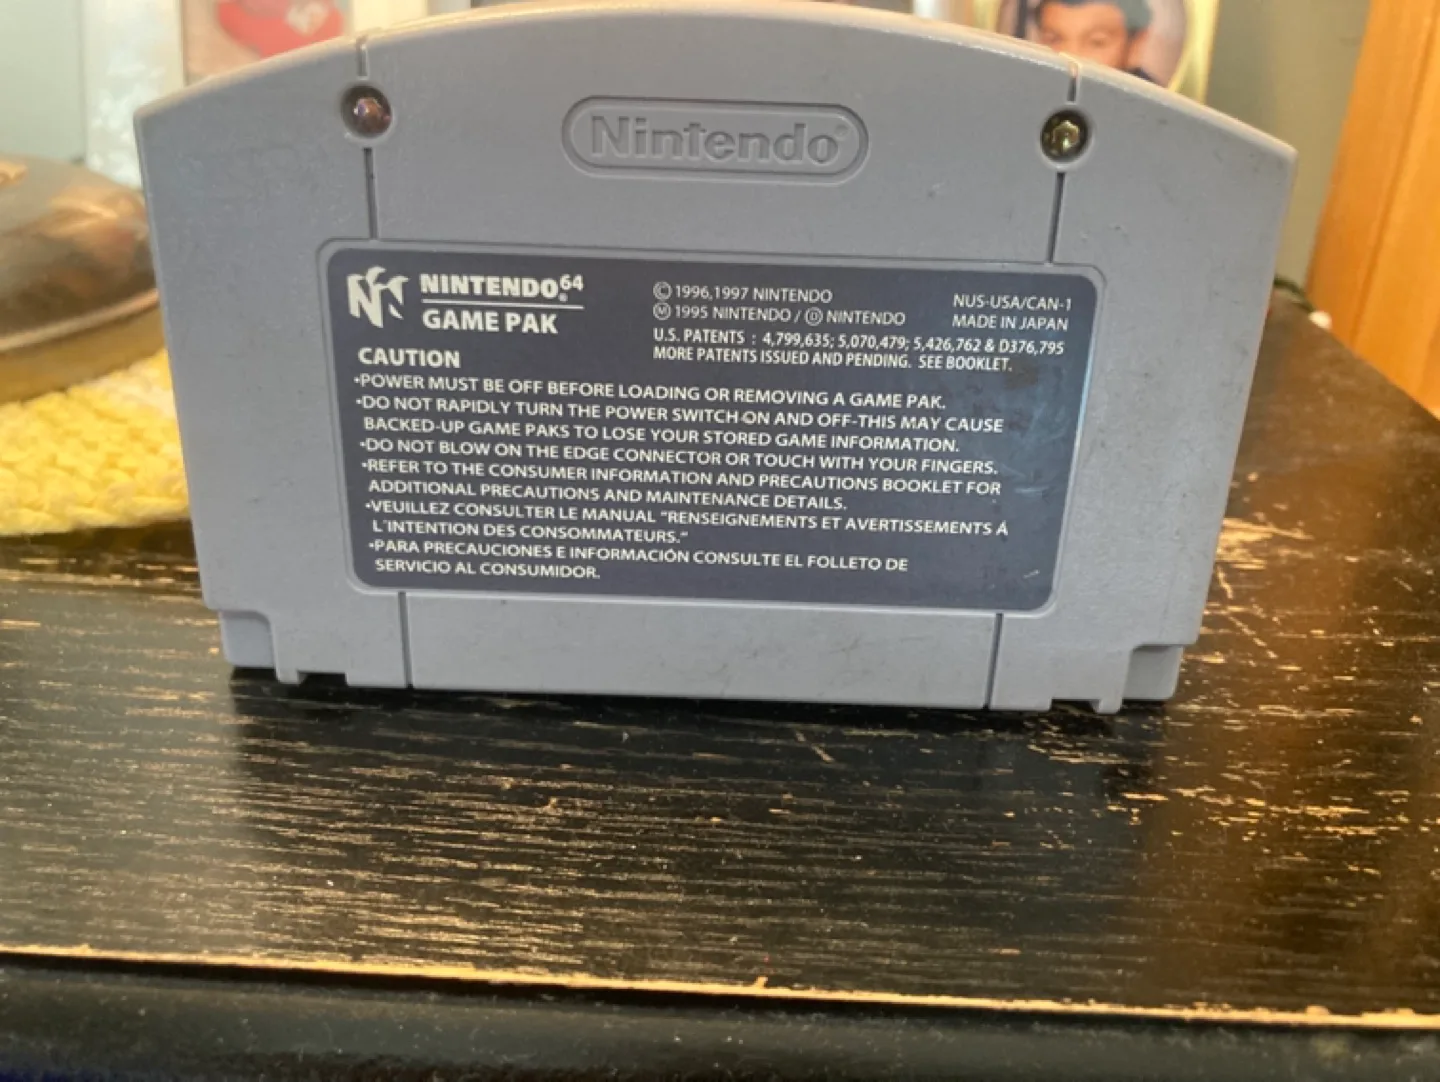 Nintendo®
NINTENDO⁶⁴®
GAME PAK
© 1996,1997 NINTENDO
Ⓜ 1995 NINTENDO / Ⓓ NINTENDO
NUS-USA/CAN-1
MADE IN JAPAN
U.S. PATENTS : 4,799,635; 5,070,479; 5,426,762 & D376,795
MORE PATENTS ISSUED AND PENDING. SEE BOOKLET.
CAUTION
•POWER MUST BE OFF BEFORE LOADING OR REMOVING A GAME PAK.
•DO NOT RAPIDLY TURN THE POWER SWITCH ON AND OFF-THIS MAY CAUSE
BACKED-UP GAME PAKS TO LOSE YOUR STORED GAME INFORMATION.
•DO NOT BLOW ON THE EDGE CONNECTOR OR TOUCH WITH YOUR FINGERS.
•REFER TO THE CONSUMER INFORMATION AND PRECAUTIONS BOOKLET FOR
ADDITIONAL PRECAUTIONS AND MAINTENANCE DETAILS.
•VEUILLEZ CONSULTER LE MANUAL "RENSEIGNEMENTS ET AVERTISSEMENTS À
L'INTENTION DES CONSOMMATEURS."
•PARA PRECAUCIONES E INFORMACIÓN CONSULTE EL FOLLETO DE
SERVICIO AL CONSUMIDOR.